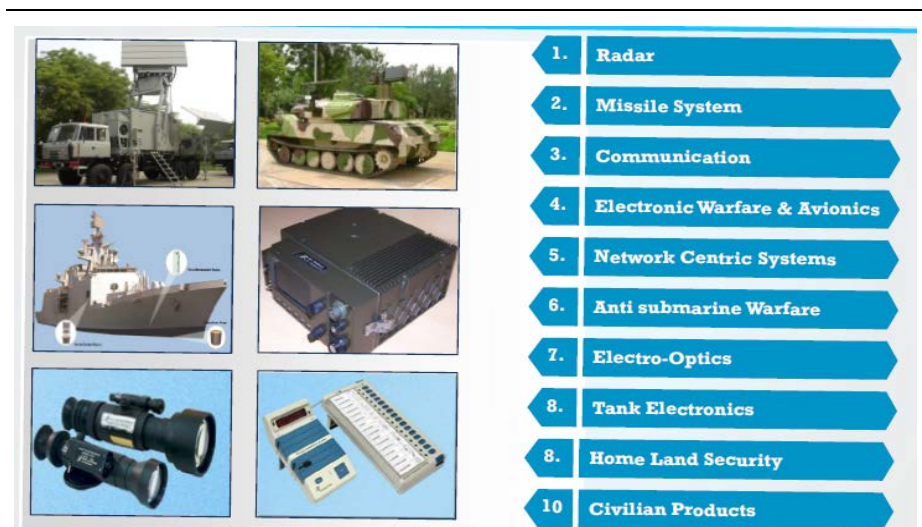 1. Radar
2. Missile System
3. Communication
4. Electronic Warfare & Avionics
5. Network Centric Systems
6. Anti submarine Warfare
7. Electro-Optics
8. Tank Electronics
8. Home Land Security
10 Civilian Products